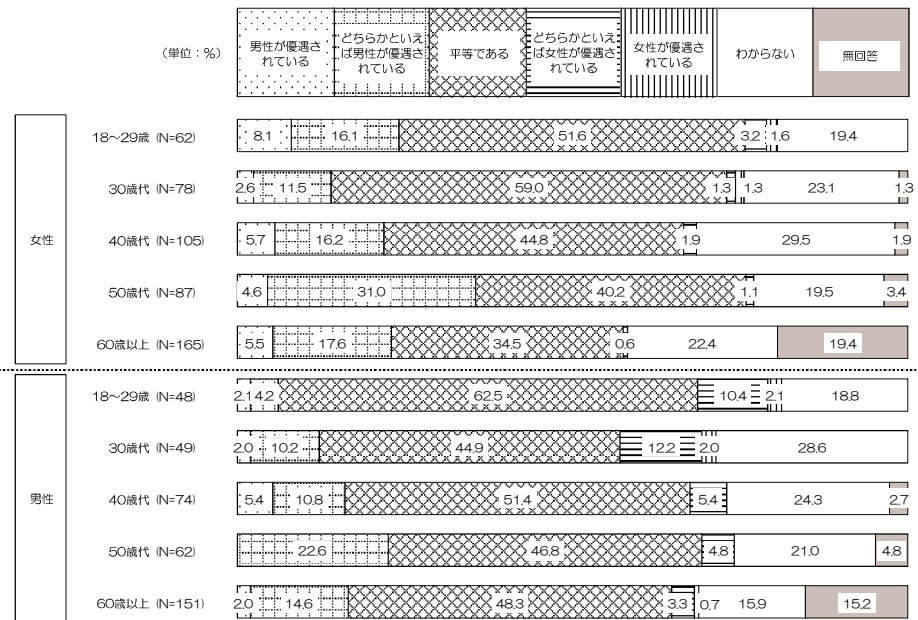 (単位：%)
男性が優遇さ
れている
どちらかといえ
ば男性が優遇さ
れている
平等である
どちらかといえ
ば女性が優遇さ
れている
女性が優遇さ
れている
わからない
無回答
女性
18～29歳 (N=62) 8.1 16.1 51.6 3.2 1.6 19.4
30歳代 (N=78) 2.6 11.5 59.0 1.3 1.3 23.1 1.3
40歳代 (N=105) 5.7 16.2 44.8 1.9 29.5 1.9
50歳代 (N=87) 4.6 31.0 40.2 1.1 19.5 3.4
60歳以上 (N=165) 5.5 17.6 34.5 0.6 22.4 19.4
男性
18～29歳 (N=48) 2.1 4.2 62.5 10.4 2.1 18.8
30歳代 (N=49) 2.0 10.2 44.9 12.2 2.0 28.6
40歳代 (N=74) 5.4 10.8 51.4 5.4 24.3 2.7
50歳代 (N=62) 22.6 46.8 4.8 21.0 4.8
60歳以上 (N=151) 2.0 14.6 48.3 3.3 0.7 15.9 15.2